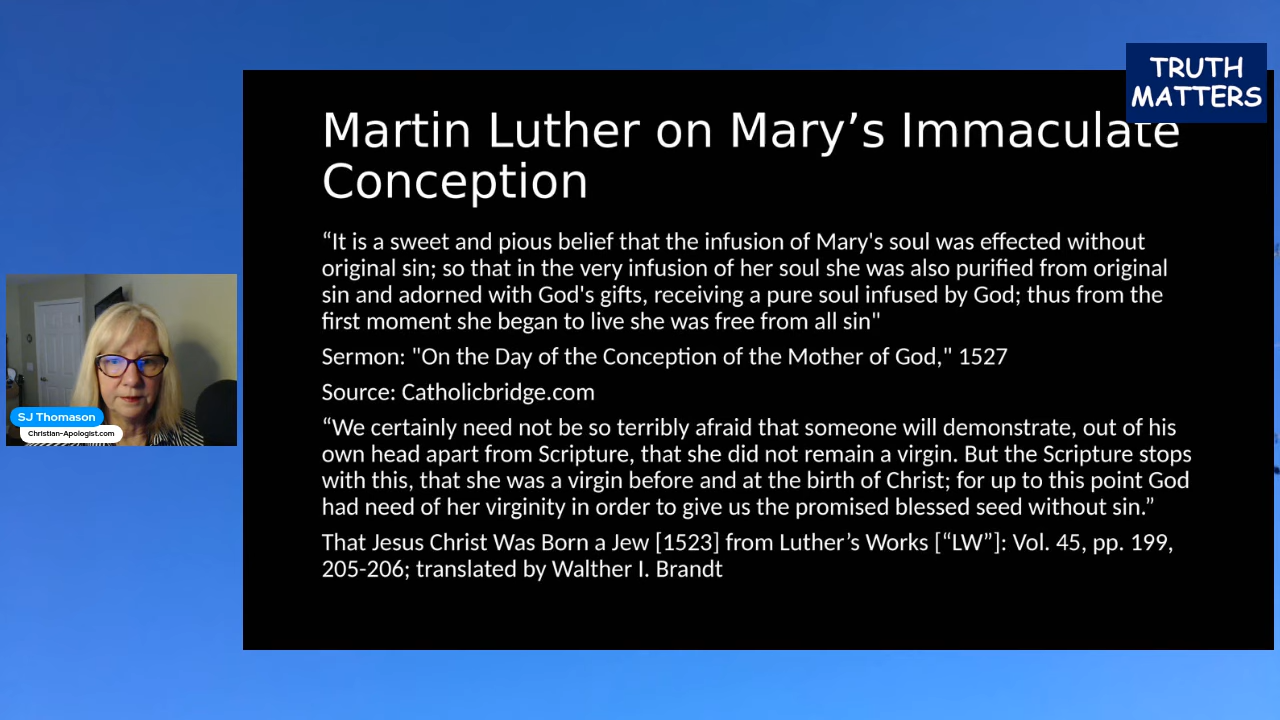 TRUTH
MATTERS
Martin Luther on Mary’s Immaculate
Conception
“It is a sweet and pious belief that the infusion of Mary's soul was effected without
original sin; so that in the very infusion of her soul she was also purified from original
sin and adorned with God's gifts, receiving a pure soul infused by God; thus from the
first moment she began to live she was free from all sin"
Sermon: "On the Day of the Conception of the Mother of God," 1527
Source: Catholicbridge.com
“We certainly need not be so terribly afraid that someone will demonstrate, out of his
own head apart from Scripture, that she did not remain a virgin. But the Scripture stops
with this, that she was a virgin before and at the birth of Christ; for up to this point God
had need of her virginity in order to give us the promised blessed seed without sin.”
That Jesus Christ Was Born a Jew [1523] from Luther’s Works [“LW”]: Vol. 45, pp. 199,
205-206; translated by Walther I. Brandt
SJ Thomason
Christian-Apologist.com